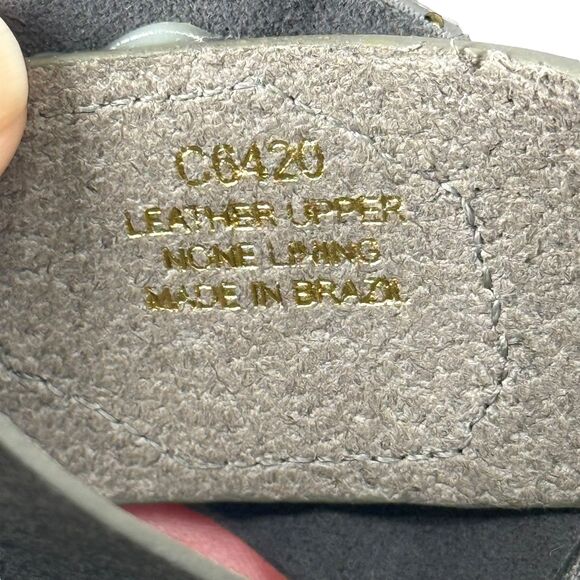 C6420
LEATHER UPPER
NONE LINING
MADE IN BRAZIL